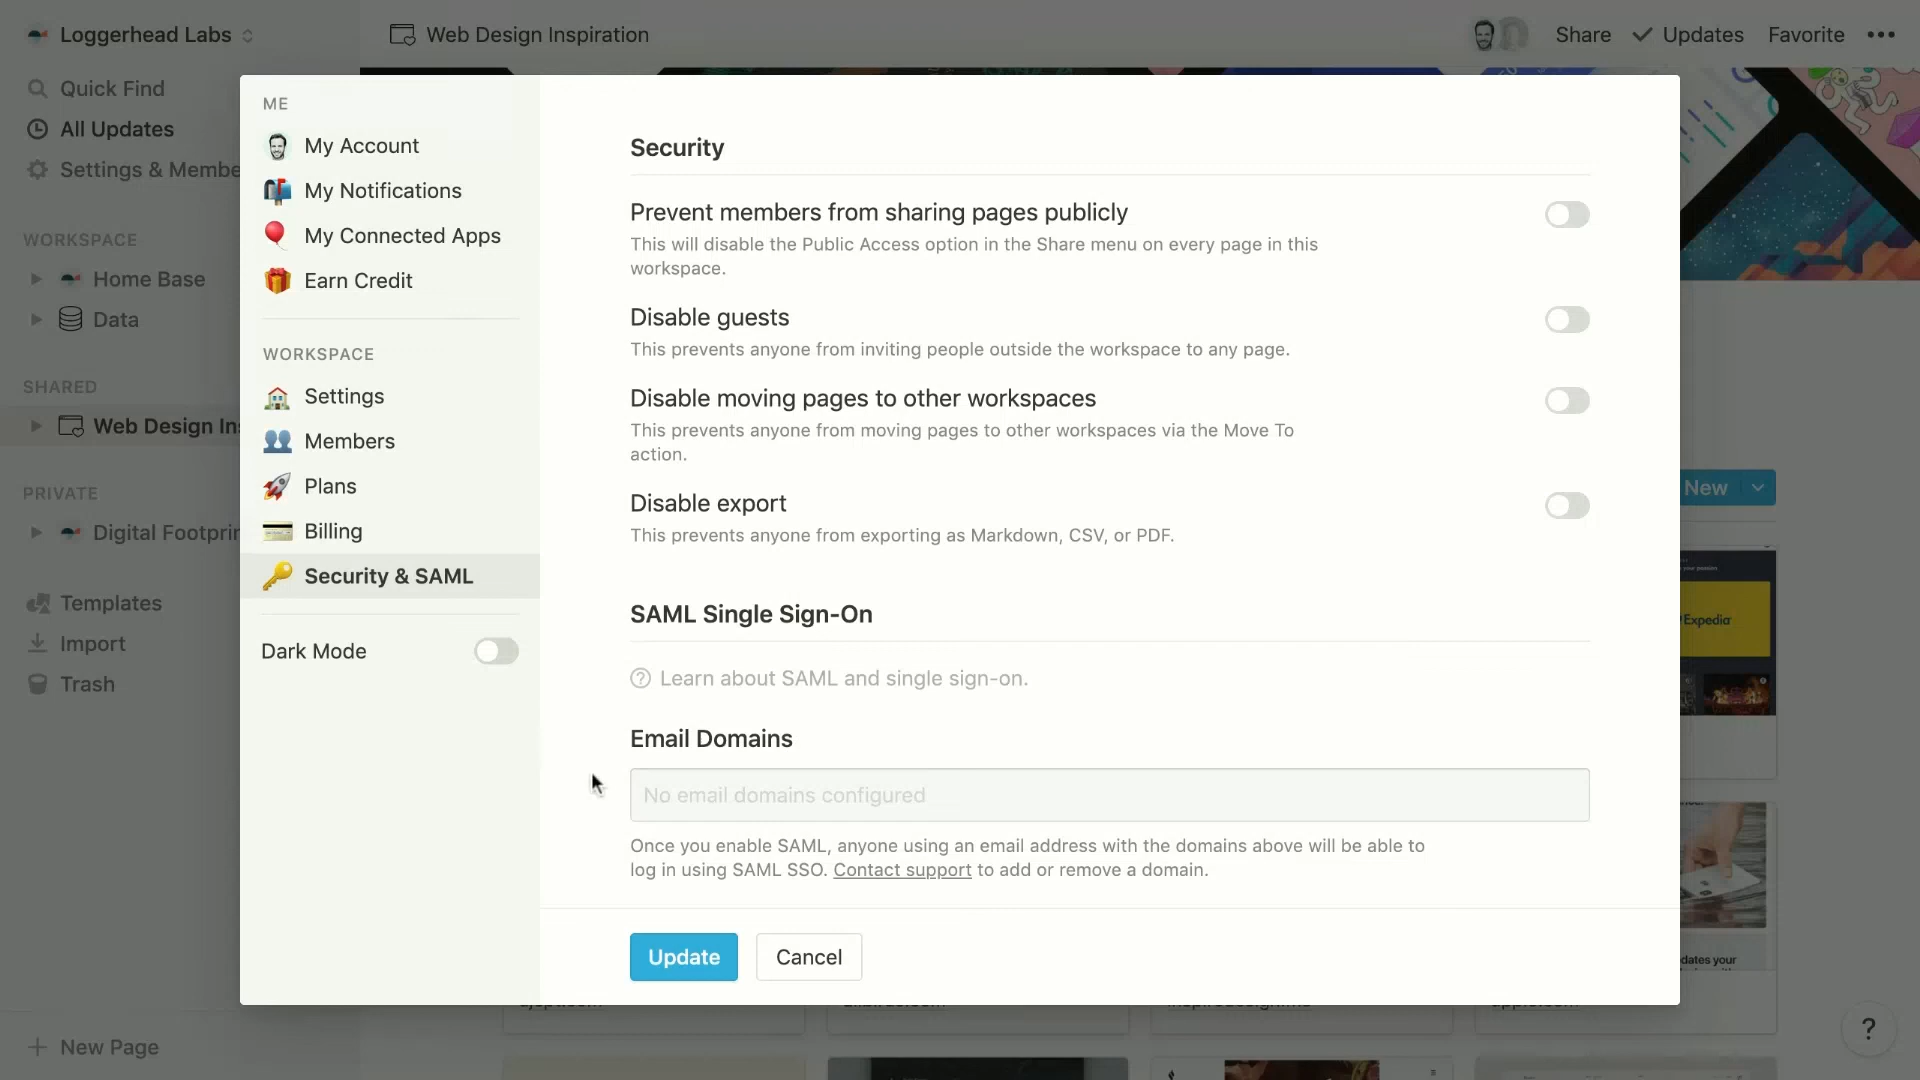 Loggerhead Labs
Web Design Inspiration
Share
Updates
Favorite
Quick Find
All Updates
Settings & Membe
WORKSPACE
Home Base
Data
SHARED
Web Design Ins
PRIVATE
Digital Footprin
Templates
Import
Trash
New Page
ME
My Account
My Notifications
My Connected Apps
Earn Credit
WORKSPACE
Settings
Members
Plans
Billing
Security & SAML
Dark Mode
Security
Prevent members from sharing pages publicly
This will disable the Public Access option in the Share menu on every page in this
workspace.
Disable guests
This prevents anyone from inviting people outside the workspace to any page.
Disable moving pages to other workspaces
This prevents anyone from moving pages to other workspaces via the Move To
action.
Disable export
This prevents anyone from exporting as Markdown, CSV, or PDF.
SAML Single Sign-On
? Learn about SAML and single sign-on.
Email Domains
No email domains configured
Once you enable SAML, anyone using an email address with the domains above will be able to
log in using SAML SSO. Contact support to add or remove a domain.
Update
Cancel
New
your passion.
Expedia
dates your
?